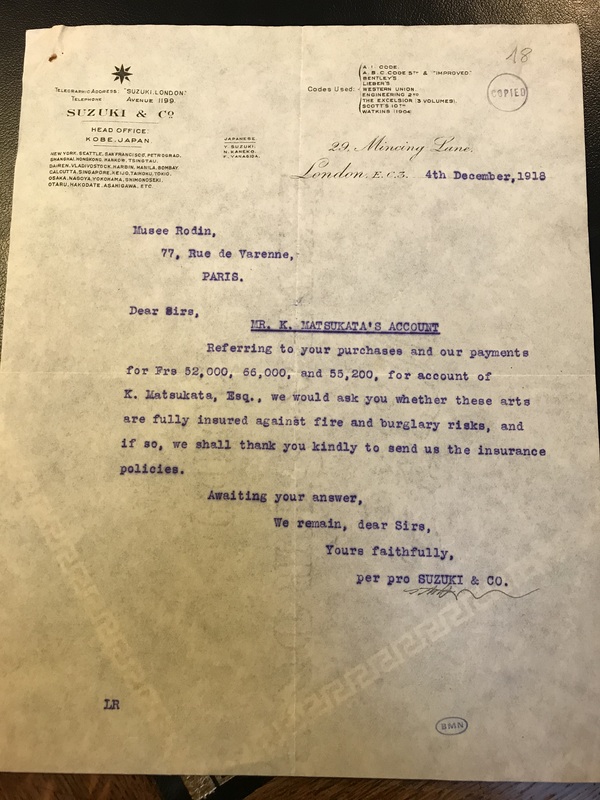 18
COPIED
TELEGRAPHIC ADDRESS: "SUZUKI, LONDON."
TELEPHONE AVENUE 1199.
SUZUKI & Co
HEAD OFFICE:
KOBE, JAPAN.
NEW YORK, SEATTLE, SAN FRANCISCO, PETROGRAD,
SHANGHAI, HONGKONG, HANKOW, TSINGTAU,
DAIREN, VLADIVOSTOCK, HARBIN, MANILA, BOMBAY
CALCUTTA, SINGAPORE, KEIJO, TAIHOKU, TOKIO,
OSAKA, NAGOYA, YOKOHAMA, SHIMONOSEKI,
OTARU, HAKODATE, ASAHIGAWA, ETC.
JAPANESE.
Y. SUZUKI.
N. KANEKO.
F. YANAGIDA.
Codes Used:
A.I. CODE.
A.B.C. CODE 5TH & "IMPROVED"
BENTLEY'S
LIEBER'S
WESTERN UNION.
ENGINEERING 2ND
THE EXCELSIOR (3 VOLUMES).
SCOTT'S 10TH
WATKINS (1904
29, Mincing Lane,
London, E.C.3. 4th December, 1918
Musee Rodin,
77, Rue de Varenne,
PARIS.
Dear Sirs,
MR. K. MATSUKATA'S ACCOUNT
Referring to your purchases and our payments
for Frs 52,000, 66,000, and 55,200, for account of
K. Matsukata, Esq., we would ask you whether these arts
are fully insured against fire and burglary risks, and
if so, we shall thank you kindly to send us the insurance
policies.
Awaiting your answer,
We remain, dear Sirs,
Yours faithfully,
per pro SUZUKI & CO.
LR
BMN